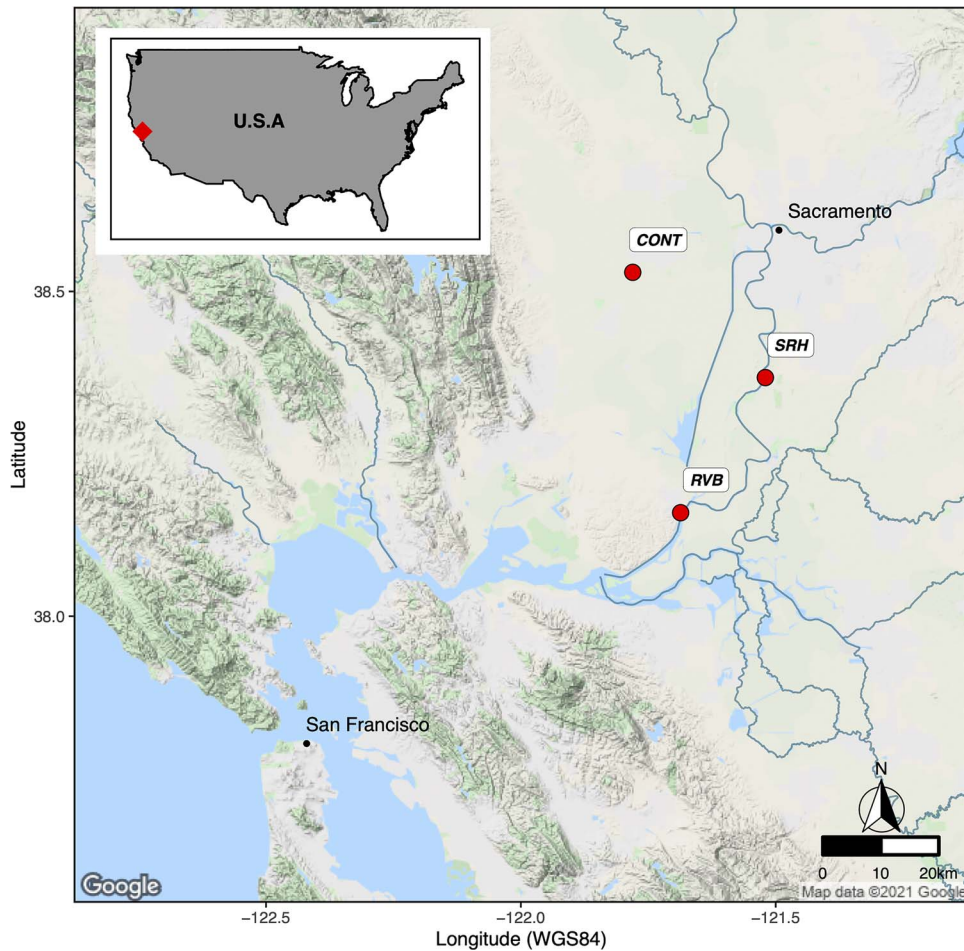 U.S.A
Sacramento
CONT
38.5
SRH
Latitude
RVB
38.0
San Francisco
N
0 10 20km
Google
Map data ©2021 Google
−122.5 −122.0 −121.5
Longitude (WGS84)